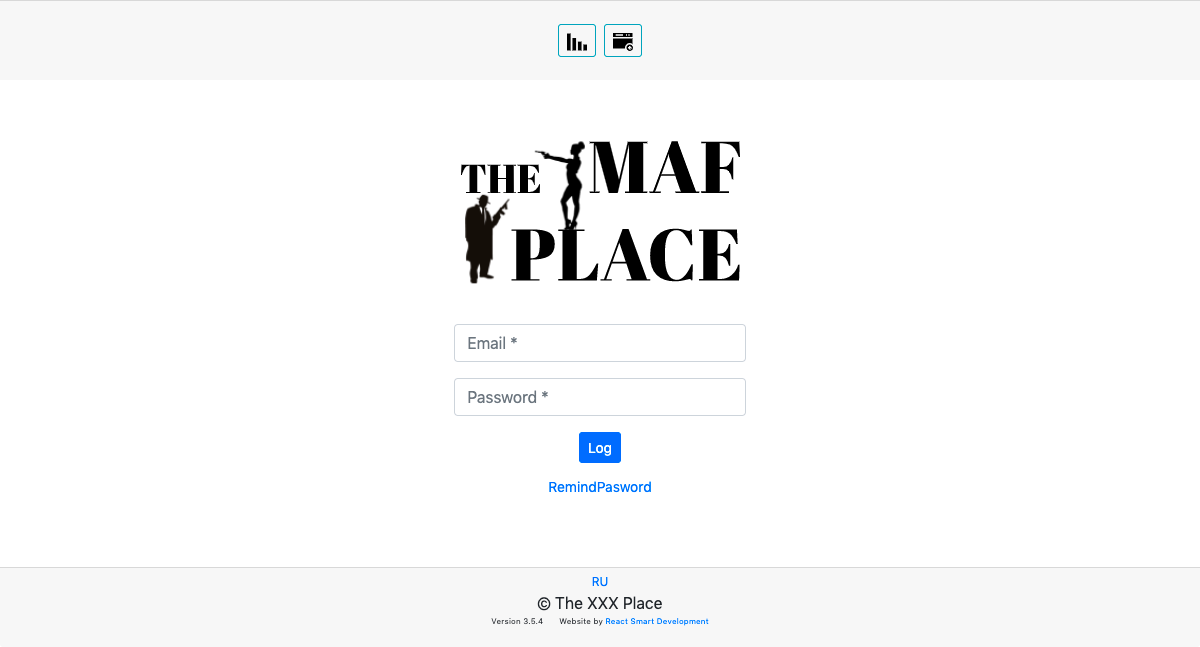 THE MAF
PLACE
Email *
Password *
Log
RemindPasword
RU
© The XXX Place
Version 3.5.4 Website by React Smart Development